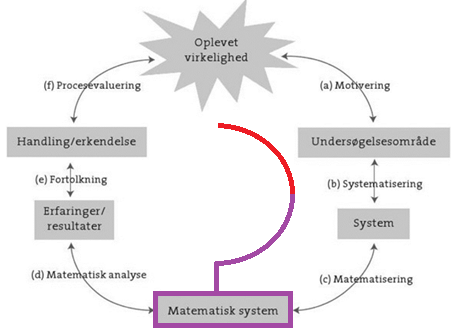 Oplevet
virkelighed
(f) Procesevaluering
(a) Motivering
Handling/erkendelse
Undersøgelsesområde
(e) Fortolkning
(b) Systematisering
Erfaringer/
resultater
System
(d) Matematisk analyse
(c) Matematisering
Matematisk system